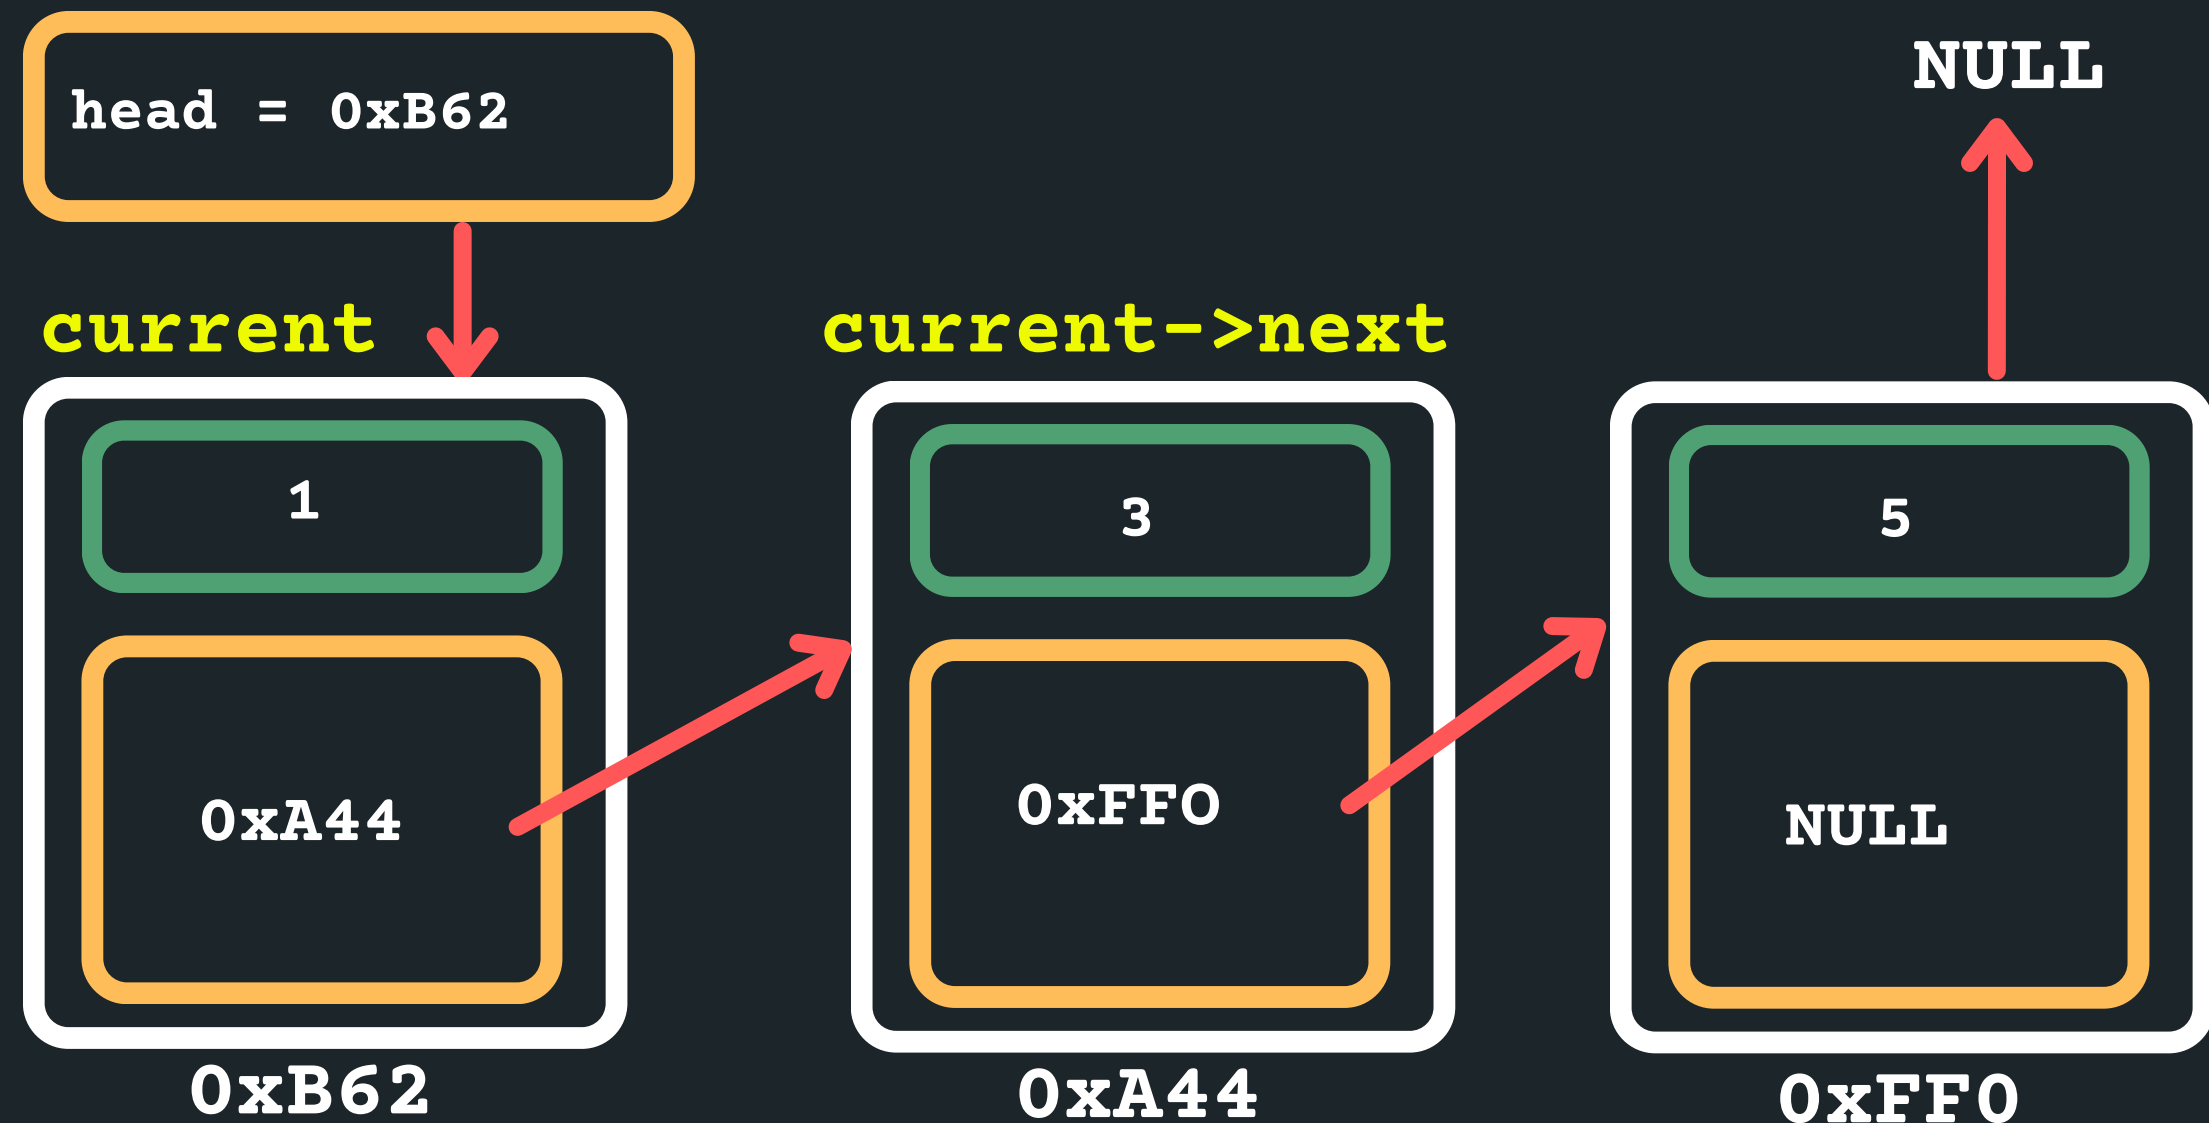 head = 0xB62
NULL
current
current->next
1
3
5
0xA44
0xFFO
NULL
0xB62
0xA44
0xFF0